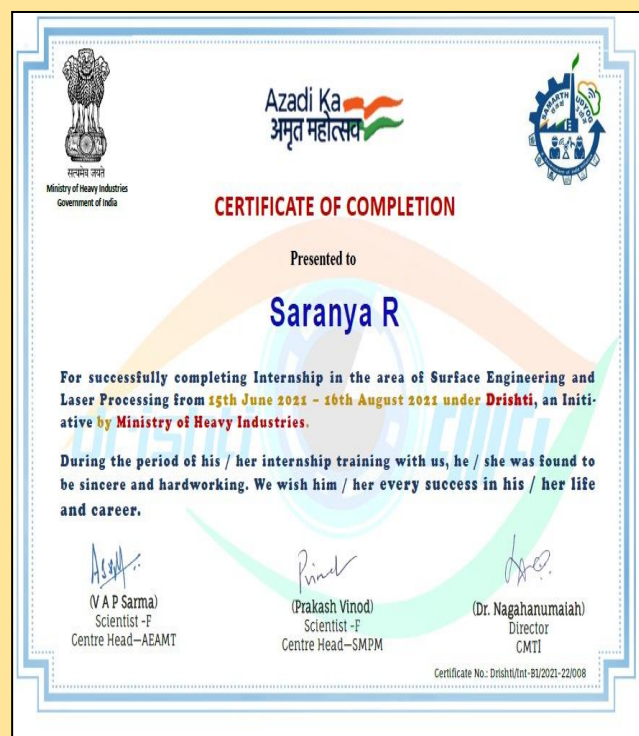 सत्यमेव जयते
Ministry of Heavy Industries
Government of India
Azadi Ka
अमृत महोत्सव
SAMARTH UDYOG
CERTIFICATE OF COMPLETION
Presented to
Saranya R
For successfully completing Internship in the area of Surface Engineering and
Laser Processing from 15th June 2021 – 16th August 2021 under Drishti, an Initi-
ative by Ministry of Heavy Industries.
During the period of his / her internship training with us, he / she was found to
be sincere and hardworking. We wish him / her every success in his / her life
and career.
(V A P Sarma)
Scientist -F
Centre Head—AEAMT
(Prakash Vinod)
Scientist -F
Centre Head—SMPM
(Dr. Nagahanumaiah)
Director
CMTI
Certificate No.: Drishti/Int-B1/2021-22/008